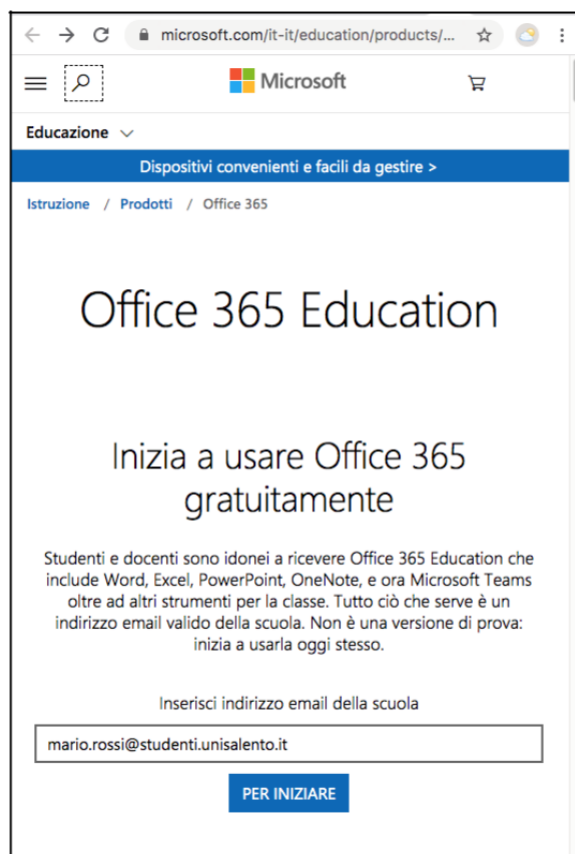 microsoft.com/it-it/education/products/...
Microsoft
Educazione
Dispositivi convenienti e facili da gestire >
Istruzione / Prodotti / Office 365
Office 365 Education
Inizia a usare Office 365
gratuitamente
Studenti e docenti sono idonei a ricevere Office 365 Education che
include Word, Excel, PowerPoint, OneNote, e ora Microsoft Teams
oltre ad altri strumenti per la classe. Tutto ciò che serve è un
indirizzo email valido della scuola. Non è una versione di prova:
inizia a usarla oggi stesso.
Inserisci indirizzo email della scuola
mario.rossi@studenti.unisalento.it
PER INIZIARE